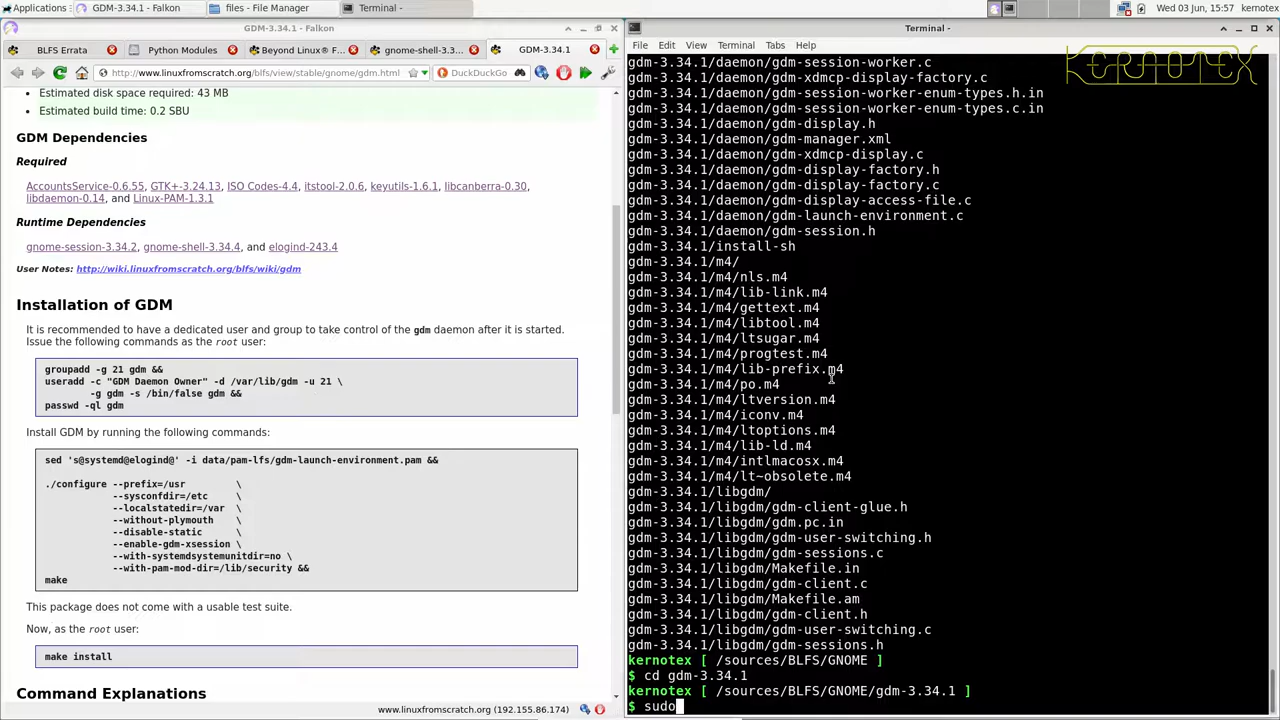 Applications
GDM-3.34.1 - Falkon
files - File Manager
Terminal -
Wed 03 Jun, 15:57
kernotex
GDM-3.34.1 - Falkon
BLFS Errata
Python Modules
Beyond Linux® F...
gnome-shell-3.3...
GDM-3.34.1
http://www.linuxfromscratch.org/blfs/view/stable/gnome/gdm.html
DuckDuckGo
Estimated disk space required: 43 MB
Estimated build time: 0.2 SBU
GDM Dependencies
Required
AccountsService-0.6.55, GTK+-3.24.13, ISO Codes-4.4, itstool-2.0.6, keyutils-1.6.1, libcanberra-0.30,
libdaemon-0.14, and Linux-PAM-1.3.1
Runtime Dependencies
gnome-session-3.34.2, gnome-shell-3.34.4, and elogind-243.4
User Notes: http://wiki.linuxfromscratch.org/blfs/wiki/gdm
Installation of GDM
It is recommended to have a dedicated user and group to take control of the gdm daemon after it is started.
Issue the following commands as the root user:
groupadd -g 21 gdm &&
useradd -c "GDM Daemon Owner" -d /var/lib/gdm -u 21 \
-g gdm -s /bin/false gdm &&
passwd -ql gdm
Install GDM by running the following commands:
sed 's@systemd@elogind@' -i data/pam-lfs/gdm-launch-environment.pam &&
./configure --prefix=/usr \
--sysconfdir=/etc \
--localstatedir=/var \
--without-plymouth \
--disable-static \
--enable-gdm-xsession \
--with-systemdsystemunitdir=no \
--with-pam-mod-dir=/lib/security &&
make
This package does not come with a usable test suite.
Now, as the root user:
make install
Command Explanations
www.linuxfromscratch.org (192.155.86.174)
Terminal -
File Edit View Terminal Tabs Help
KERNOTEX
gdm-3.34.1/daemon/gdm-session-worker.c
gdm-3.34.1/daemon/gdm-xdmcp-display-factory.c
gdm-3.34.1/daemon/gdm-session-worker-enum-types.h.in
gdm-3.34.1/daemon/gdm-session-worker-enum-types.c.in
gdm-3.34.1/daemon/gdm-display.h
gdm-3.34.1/daemon/gdm-manager.xml
gdm-3.34.1/daemon/gdm-xdmcp-display.c
gdm-3.34.1/daemon/gdm-display-factory.h
gdm-3.34.1/daemon/gdm-display-factory.c
gdm-3.34.1/daemon/gdm-display-access-file.c
gdm-3.34.1/daemon/gdm-launch-environment.c
gdm-3.34.1/daemon/gdm-session.h
gdm-3.34.1/install-sh
gdm-3.34.1/m4/
gdm-3.34.1/m4/nls.m4
gdm-3.34.1/m4/lib-link.m4
gdm-3.34.1/m4/gettext.m4
gdm-3.34.1/m4/libtool.m4
gdm-3.34.1/m4/ltsugar.m4
gdm-3.34.1/m4/progtest.m4
gdm-3.34.1/m4/lib-prefix.m4
gdm-3.34.1/m4/po.m4
gdm-3.34.1/m4/ltversion.m4
gdm-3.34.1/m4/iconv.m4
gdm-3.34.1/m4/ltoptions.m4
gdm-3.34.1/m4/lib-ld.m4
gdm-3.34.1/m4/intlmacosx.m4
gdm-3.34.1/m4/lt~obsolete.m4
gdm-3.34.1/libgdm/
gdm-3.34.1/libgdm/gdm-client-glue.h
gdm-3.34.1/libgdm/gdm.pc.in
gdm-3.34.1/libgdm/gdm-user-switching.h
gdm-3.34.1/libgdm/gdm-sessions.c
gdm-3.34.1/libgdm/Makefile.in
gdm-3.34.1/libgdm/gdm-client.c
gdm-3.34.1/libgdm/Makefile.am
gdm-3.34.1/libgdm/gdm-client.h
gdm-3.34.1/libgdm/gdm-user-switching.c
gdm-3.34.1/libgdm/gdm-sessions.h
kernotex [ /sources/BLFS/GNOME ]
$ cd gdm-3.34.1
kernotex [ /sources/BLFS/GNOME/gdm-3.34.1 ]
$ sudo